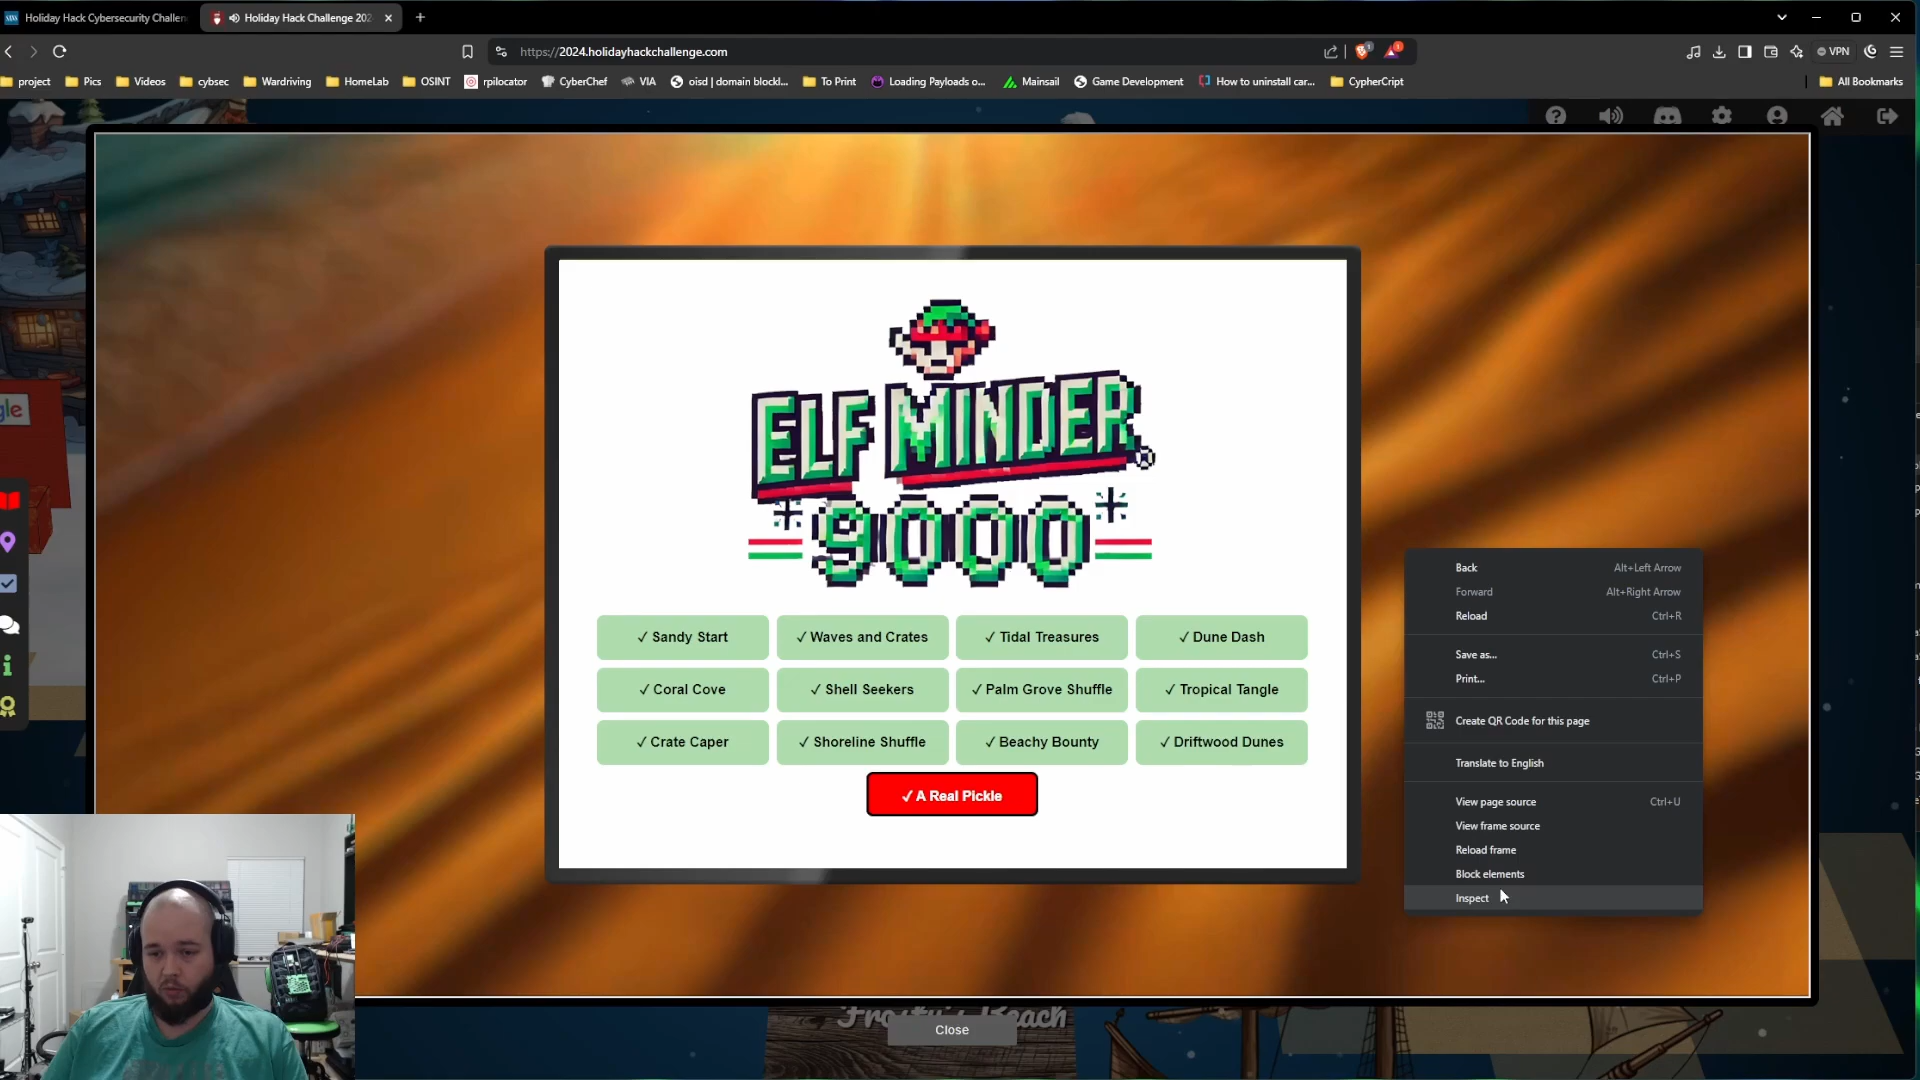 Holiday Hack Cybersecurity Challen
Holiday Hack Challenge 202
https://2024.holidayhackchallenge.com
VPN
project
Pics
Videos
cybsec
Wardriving
HomeLab
OSINT
rpilocator
CyberChef
VIA
oisd | domain blockl...
To Print
Loading Payloads o...
Mainsail
Game Development
How to uninstall car...
CypherCript
All Bookmarks
gle
ELF MINDER
9000
✓ Sandy Start
✓ Waves and Crates
✓ Tidal Treasures
✓ Dune Dash
✓ Coral Cove
✓ Shell Seekers
✓ Palm Grove Shuffle
✓ Tropical Tangle
✓ Crate Caper
✓ Shoreline Shuffle
✓ Beachy Bounty
✓ Driftwood Dunes
✓ A Real Pickle
Back Alt+Left Arrow
Forward Alt+Right Arrow
Reload Ctrl+R
Save as... Ctrl+S
Print... Ctrl+P
Create QR Code for this page
Translate to English
View page source Ctrl+U
View frame source
Reload frame
Block elements
Inspect
Frosty's Beach
Close